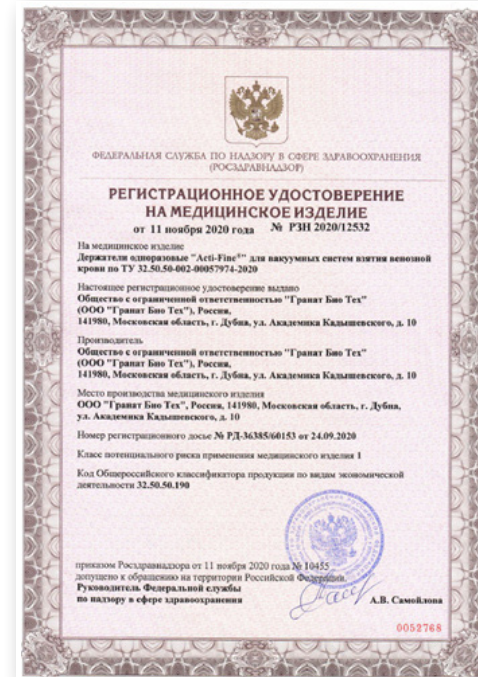 ФЕДЕРАЛЬНАЯ СЛУЖБА ПО НАДЗОРУ В СФЕРЕ ЗДРАВООХРАНЕНИЯ
(РОСЗДРАВНАДЗОР)
РЕГИСТРАЦИОННОЕ УДОСТОВЕРЕНИЕ
НА МЕДИЦИНСКОЕ ИЗДЕЛИЕ
от 11 ноября 2020 года № РЗН 2020/12532
На медицинское изделие
Держатели одноразовые "Acti-Fine®" для вакуумных систем взятия венозной
крови по ТУ 32.50.50-002-00057974-2020
Настоящее регистрационное удостоверение выдано
Общество с ограниченной ответственностью "Гранат Био Тех"
(ООО "Гранат Био Тех"), Россия,
141980, Московская область, г. Дубна, ул. Академика Кадышевского, д. 10
Производитель
Общество с ограниченной ответственностью "Гранат Био Тех"
(ООО "Гранат Био Тех"), Россия,
141980, Московская область, г. Дубна, ул. Академика Кадышевского, д. 10
Место производства медицинского изделия
ООО "Гранат Био Тех", Россия, 141980, Московская область, г. Дубна,
ул. Академика Кадышевского, д. 10
Номер регистрационного досье № РД-36385/60153 от 24.09.2020
Класс потенциального риска применения медицинского изделия 1
Код Общероссийского классификатора продукции по видам экономической
деятельности 32.50.50.190
приказом Росздравнадзора от 11 ноября 2020 года № 10455
допущено к обращению на территории Российской Федерации.
Руководитель Федеральной службы
по надзору в сфере здравоохранения А.В. Самойлова
0052768